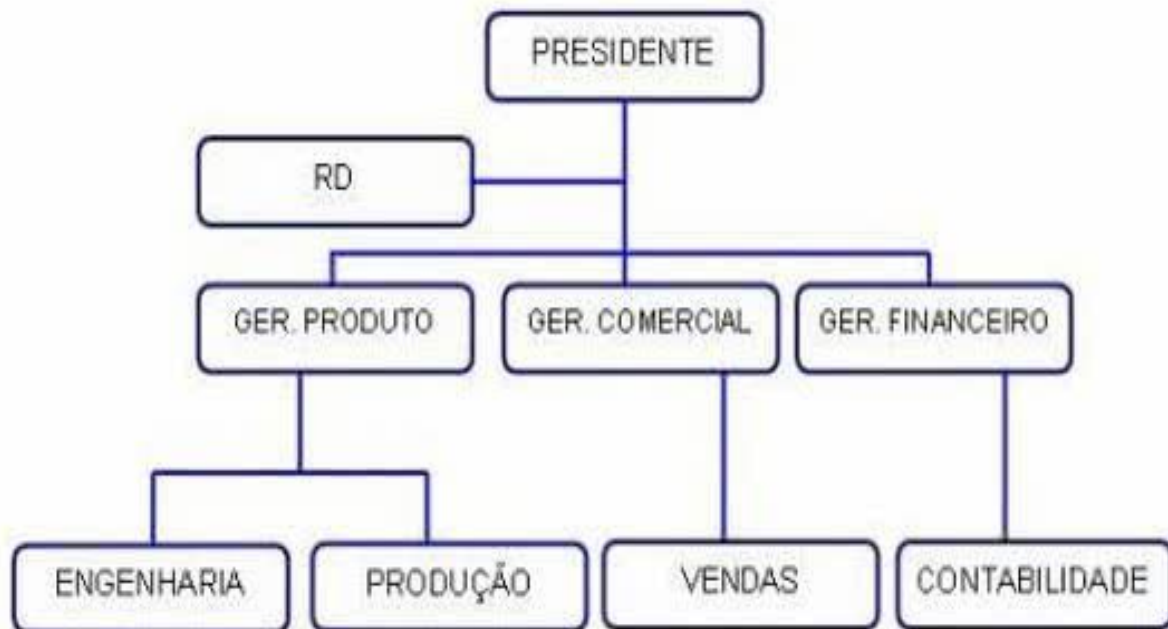 PRESIDENTE
RD
GER. PRODUTO
GER. COMERCIAL
GER. FINANCEIRO
ENGENHARIA
PRODUÇÃO
VENDAS
CONTABILIDADE